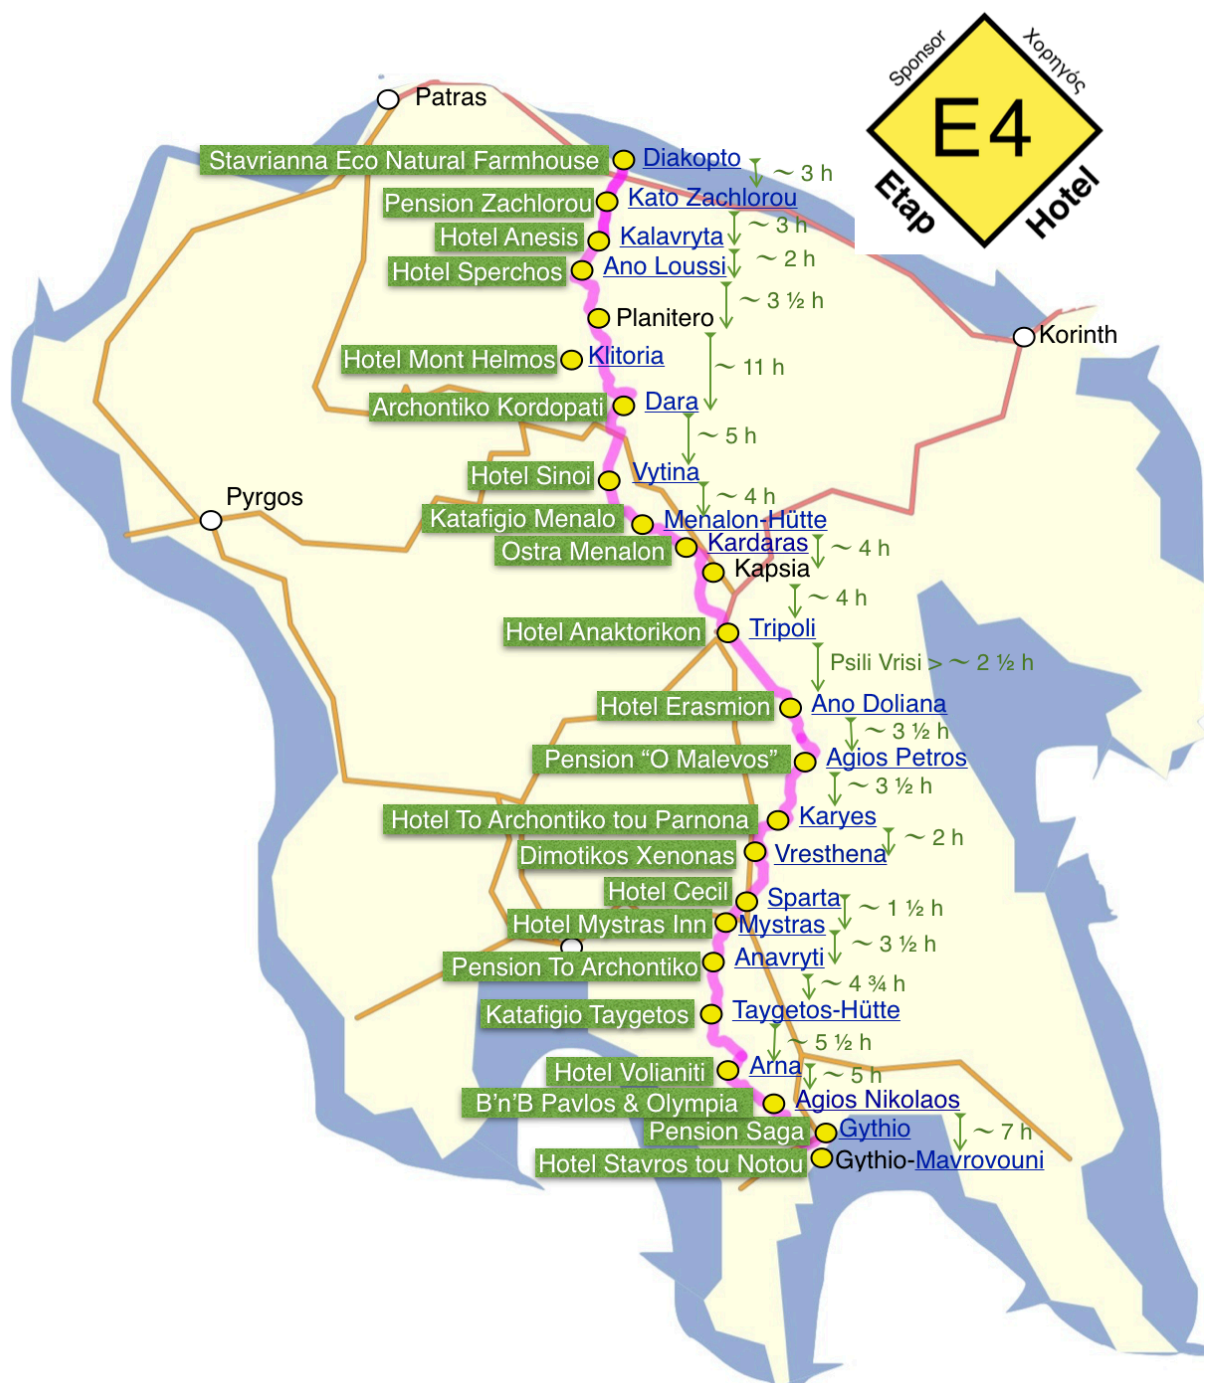 Sponsor
Χορηγός
E4
Etap
Hotel
Patras
Stavrianna Eco Natural Farmhouse
Diakopto
~ 3 h
Pension Zachlorou
Kato Zachlorou
~ 3 h
Hotel Anesis
Kalavryta
~ 2 h
Hotel Sperchos
Ano Loussi
~ 3 ½ h
Planitero
Korinth
Hotel Mont Helmos
Klitoria
~ 11 h
Archontiko Kordopati
Dara
~ 5 h
Hotel Sinoi
Vytina
~ 4 h
Pyrgos
Katafigio Menalo
Menalon-Hütte
Ostra Menalon
Kardaras
~ 4 h
Kapsia
~ 4 h
Hotel Anaktorikon
Tripoli
Psili Vrisi > ~ 2 ½ h
Hotel Erasmion
Ano Doliana
~ 3 ½ h
Pension “O Malevos”
Agios Petros
~ 3 ½ h
Hotel To Archontiko tou Parnona
Karyes
~ 2 h
Dimotikos Xenonas
Vresthena
Hotel Cecil
Sparta
~ 1 ½ h
Hotel Mystras Inn
Mystras
~ 3 ½ h
Pension To Archontiko
Anavryti
~ 4 ¾ h
Katafigio Taygetos
Taygetos-Hütte
~ 5 ½ h
Hotel Volianiti
Arna
~ 5 h
B’n’B Pavlos & Olympia
Agios Nikolaos
Pension Saga
Gythio
~ 7 h
Hotel Stavros tou Notou
Gythio-Mavrovouni